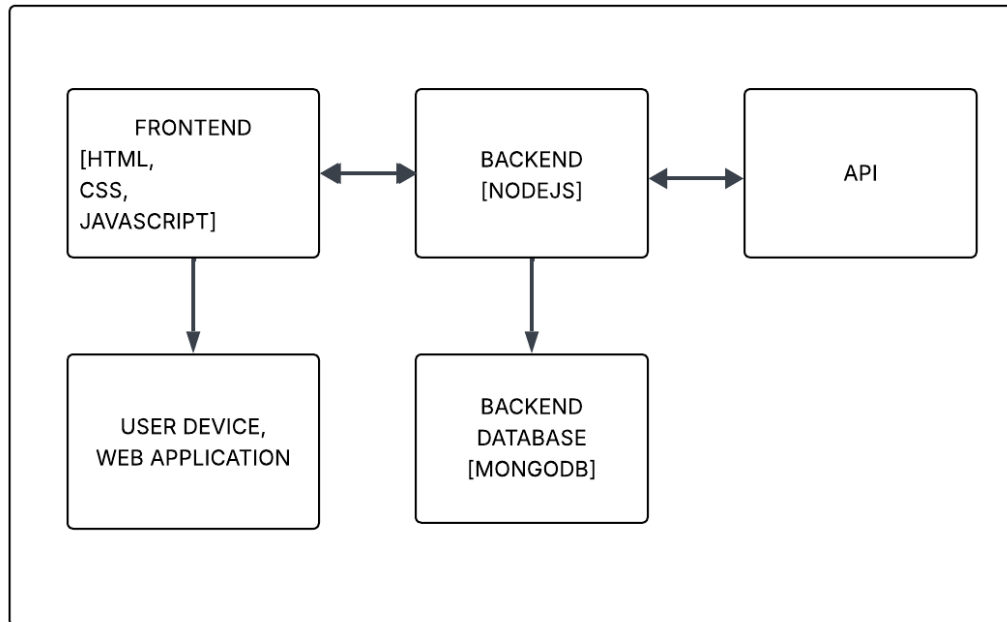 FRONTEND
[HTML,
CSS,
JAVASCRIPT]
BACKEND
[NODEJS]
API
USER DEVICE,
WEB APPLICATION
BACKEND
DATABASE
[MONGODB]